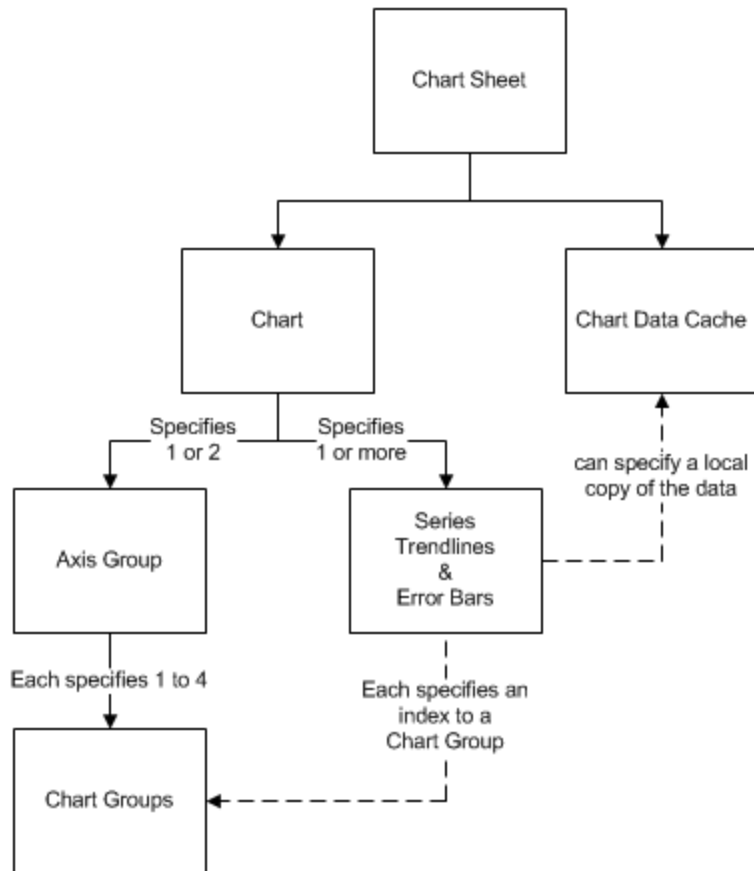 Chart Sheet
Chart
Chart Data Cache
Specifies
1 or 2
Specifies
1 or more
can specify a local
copy of the data
Axis Group
Series
Trendlines
&
Error Bars
Each specifies 1 to 4
Each specifies an
index to a
Chart Group
Chart Groups